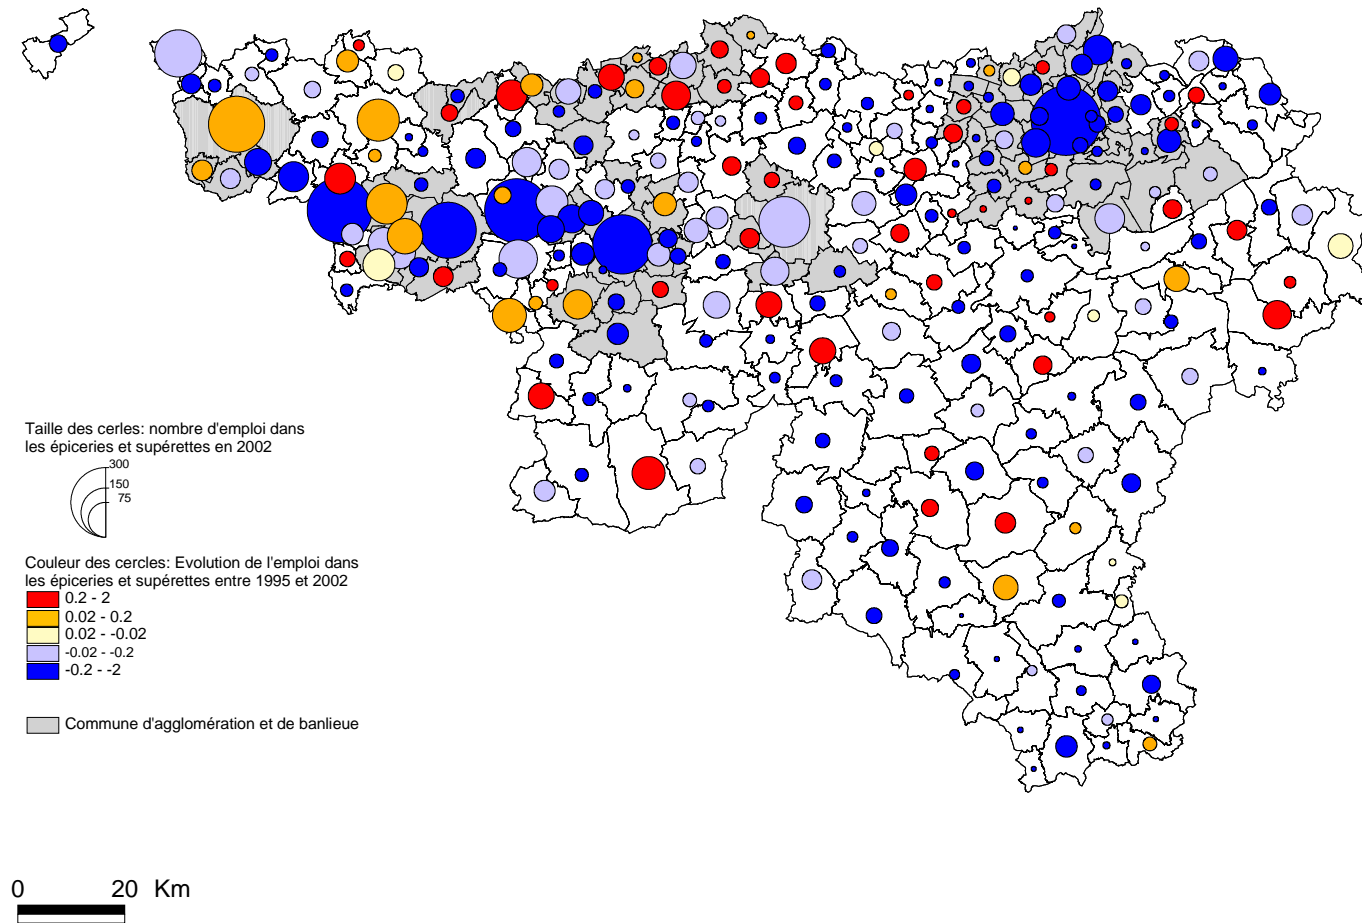 Taille des cerles: nombre d'emploi dans
les épiceries et supérettes en 2002
300
150
75
Couleur des cercles: Evolution de l'emploi dans
les épiceries et supérettes entre 1995 et 2002
0.2 - 2
0.02 - 0.2
0.02 - -0.02
-0.02 - -0.2
-0.2 - -2
Commune d'agglomération et de banlieue
0 20 Km